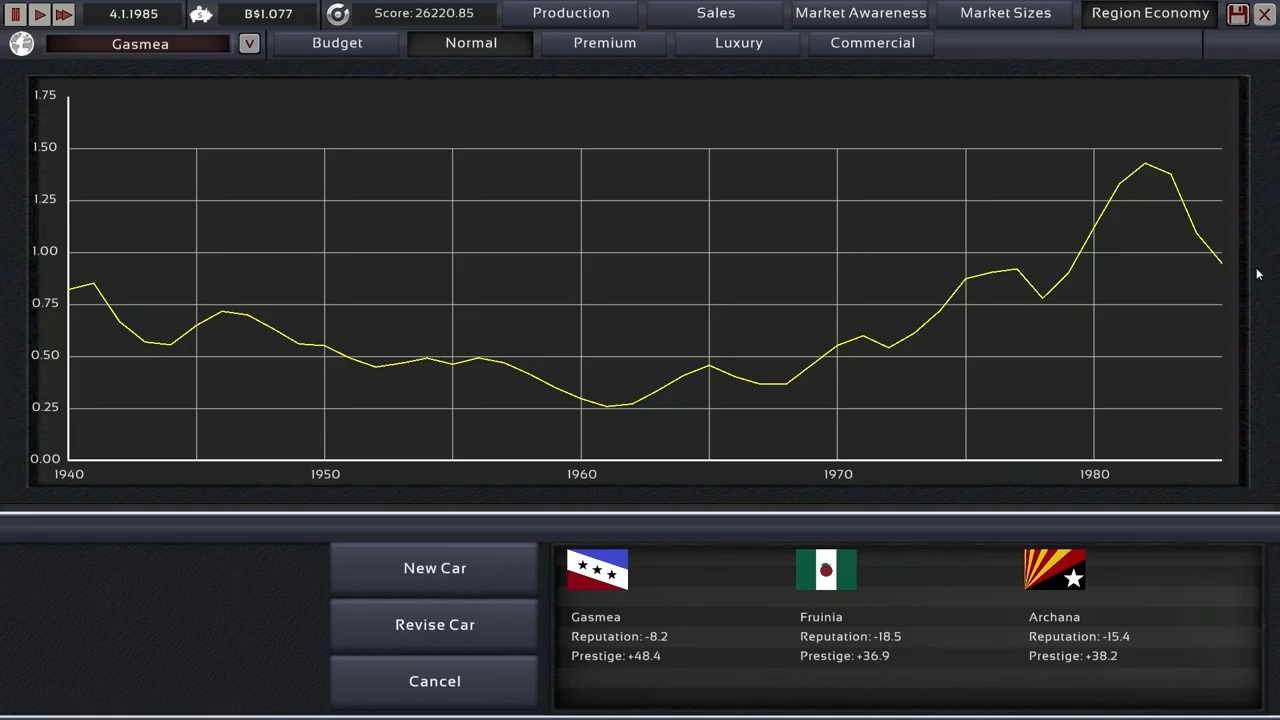 4.1.1985
B$1.077
Score: 26220.85
Production
Sales
Market Awareness
Market Sizes
Region Economy
Gasmea
V
Budget
Normal
Premium
Luxury
Commercial
1.75
1.50
1.25
1.00
0.75
0.50
0.25
0.00
1940
1950
1960
1970
1980
New Car
Revise Car
Cancel
Gasmea
Reputation: -8.2
Prestige: +48.4
Fruinia
Reputation: -18.5
Prestige: +36.9
Archana
Reputation: -15.4
Prestige: +38.2